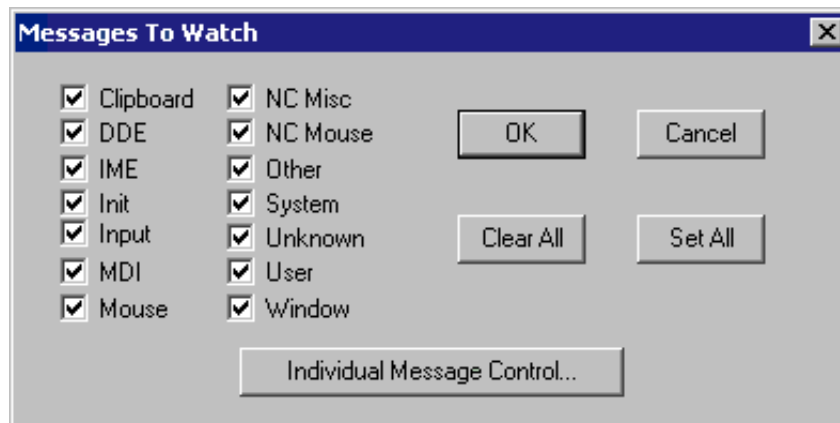 Messages To Watch
Clipboard
DDE
IME
Init
Input
MDI
Mouse
NC Misc
NC Mouse
Other
System
Unknown
User
Window
OK
Cancel
Clear All
Set All
Individual Message Control...